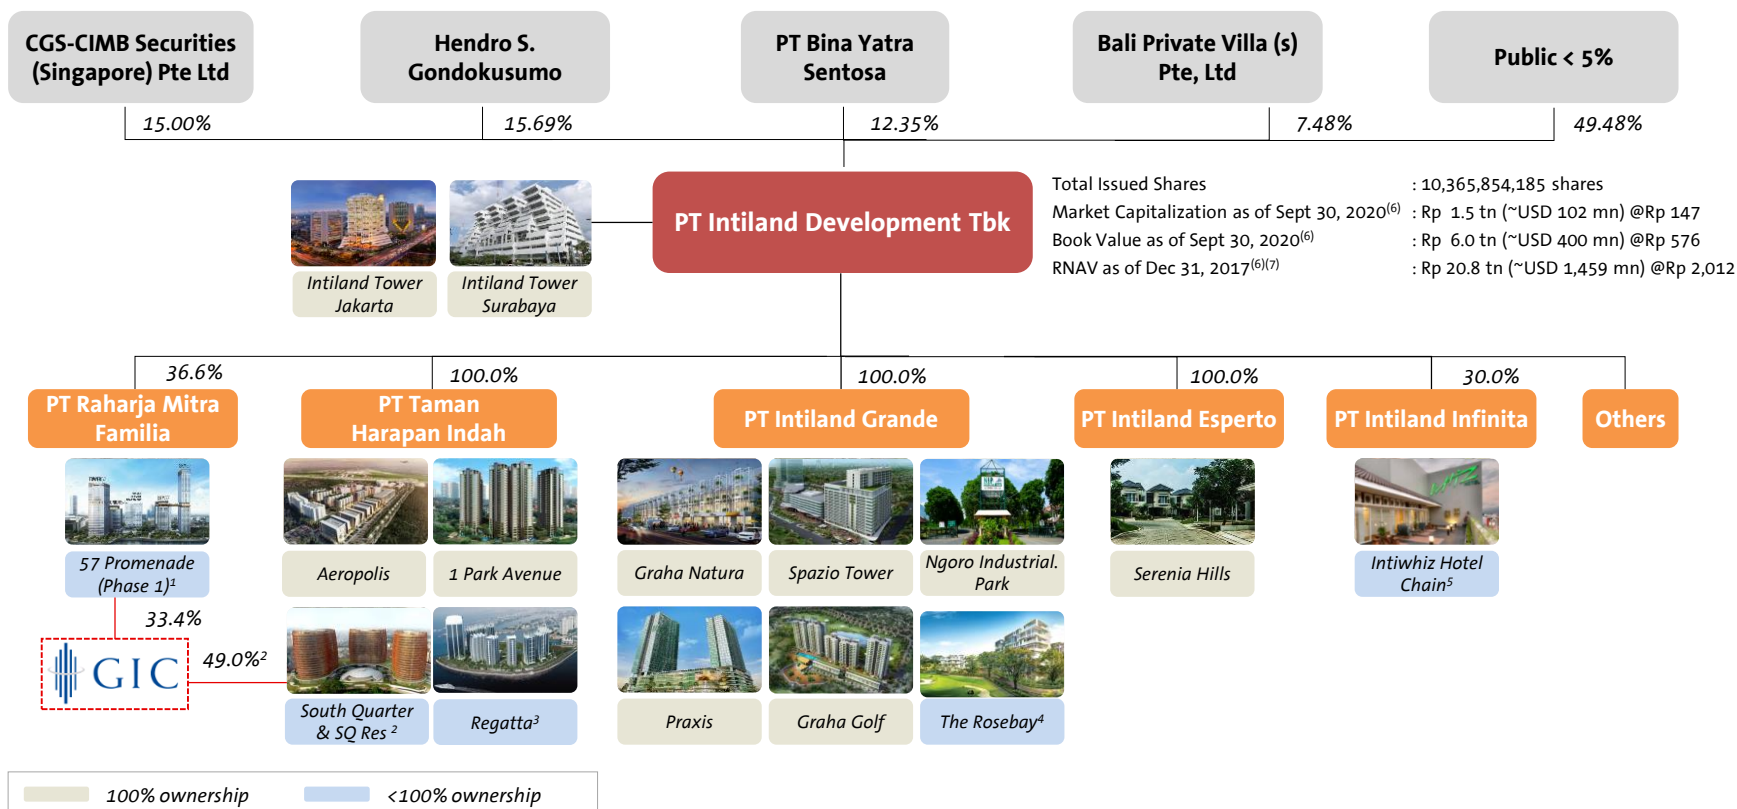 CGS-CIMB Securities
(Singapore) Pte Ltd
Hendro S.
Gondokusumo
PT Bina Yatra
Sentosa
Bali Private Villa (s)
Pte, Ltd
Public < 5%
15.00%
15.69%
12.35%
7.48%
49.48%
Intiland Tower
Jakarta
Intiland Tower
Surabaya
PT Intiland Development Tbk
Total Issued Shares : 10,365,854,185 shares
Market Capitalization as of Sept 30, 2020(6) : Rp 1.5 tn (~USD 102 mn) @Rp 147
Book Value as of Sept 30, 2020(6) : Rp 6.0 tn (~USD 400 mn) @Rp 576
RNAV as of Dec 31, 2017(6)(7) : Rp 20.8 tn (~USD 1,459 mn) @Rp 2,012
36.6%
100.0%
100.0%
100.0%
30.0%
PT Raharja Mitra
Familia
PT Taman
Harapan Indah
PT Intiland Grande
PT Intiland Esperto
PT Intiland Infinita
Others
57 Promenade
(Phase 1)1
Aeropolis
1 Park Avenue
Graha Natura
Spazio Tower
Ngoro Industrial.
Park
Serenia Hills
Intiwhiz Hotel
Chain5
33.4%
GIC
49.0%2
South Quarter
& SQ Res 2
Regatta3
Praxis
Graha Golf
The Rosebay4
100% ownership
<100% ownership